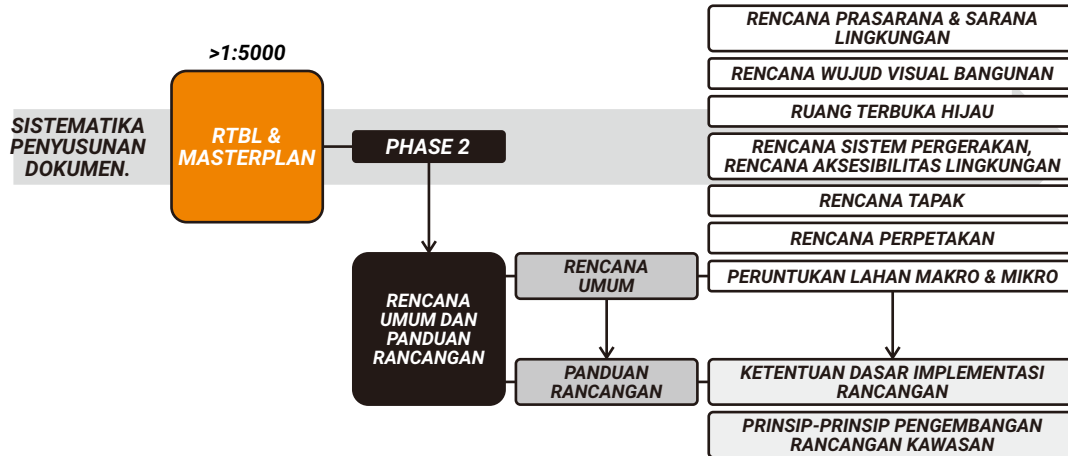 >1:5000
SISTEMATIKA
PENYUSUNAN
DOKUMEN.
RTBL &
MASTERPLAN
PHASE 2
RENCANA
UMUM DAN
PANDUAN
RANCANGAN
RENCANA
UMUM
PANDUAN
RANCANGAN
RENCANA PRASARANA & SARANA
LINGKUNGAN
RENCANA WUJUD VISUAL BANGUNAN
RUANG TERBUKA HIJAU
RENCANA SISTEM PERGERAKAN,
RENCANA AKSESIBILITAS LINGKUNGAN
RENCANA TAPAK
RENCANA PERPETAKAN
PERUNTUKAN LAHAN MAKRO & MIKRO
KETENTUAN DASAR IMPLEMENTASI
RANCANGAN
PRINSIP-PRINSIP PENGEMBANGAN
RANCANGAN KAWASAN